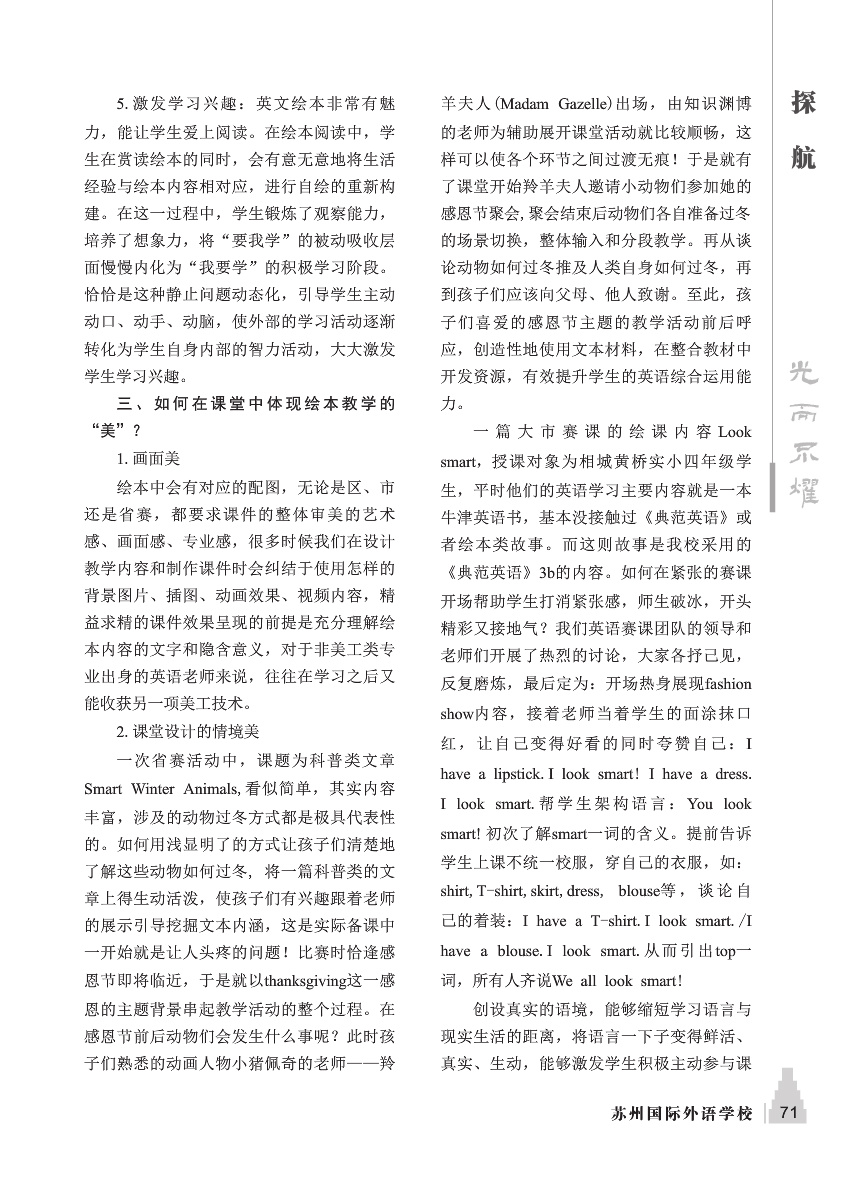 5. 激发学习兴趣：英文绘本非常有魅
力，能让学生爱上阅读。在绘本阅读中，学
生在赏读绘本的同时，会有意无意地将生活
经验与绘本内容相对应，进行自绘的重新构
建。在这一过程中，学生锻炼了观察能力，
培养了想象力，将“要我学”的被动吸收层
面慢慢内化为“我要学”的积极学习阶段。
恰恰是这种静止问题动态化，引导学生主动
动口、动手、动脑，使外部的学习活动逐渐
转化为学生自身内部的智力活动，大大激发
学生学习兴趣。
三、如何在课堂中体现绘本教学的
“美”？
1. 画面美
绘本中会有对应的配图，无论是区、市
还是省赛，都要求课件的整体审美的艺术
感、画面感、专业感，很多时候我们在设计
教学内容和制作课件时会纠结于使用怎样的
背景图片、插图、动画效果、视频内容，精
益求精的课件效果呈现的前提是充分理解绘
本内容的文字和隐含意义，对于非美工类专
业出身的英语老师来说，往往在学习之后又
能收获另一项美工技术。
2. 课堂设计的情境美
一次省赛活动中，课题为科普类文章
Smart Winter Animals, 看似简单，其实内容
丰富，涉及的动物过冬方式都是极具代表性
的。如何用浅显明了的方式让孩子们清楚地
了解这些动物如何过冬, 将一篇科普类的文
章上得生动活泼，使孩子们有兴趣跟着老师
的展示引导挖掘文本内涵，这是实际备课中
一开始就是让人头疼的问题！比赛时恰逢感
恩节即将临近，于是就以thanksgiving这一感
恩的主题背景串起教学活动的整个过程。在
感恩节前后动物们会发生什么事呢？此时孩
子们熟悉的动画人物小猪佩奇的老师——羚
羊夫人(Madam Gazelle)出场，由知识渊博
的老师为辅助展开课堂活动就比较顺畅，这
样可以使各个环节之间过渡无痕！于是就有
了课堂开始羚羊夫人邀请小动物们参加她的
感恩节聚会, 聚会结束后动物们各自准备过冬
的场景切换，整体输入和分段教学。再从谈
论动物如何过冬推及人类自身如何过冬，再
到孩子们应该向父母、他人致谢。至此，孩
子们喜爱的感恩节主题的教学活动前后呼
应，创造性地使用文本材料，在整合教材中
开发资源，有效提升学生的英语综合运用能
力。
一篇大市赛课的绘课内容Look
smart，授课对象为相城黄桥实小四年级学
生，平时他们的英语学习主要内容就是一本
牛津英语书，基本没接触过《典范英语》或
者绘本类故事。而这则故事是我校采用的
《典范英语》3b的内容。如何在紧张的赛课
开场帮助学生打消紧张感，师生破冰，开头
精彩又接地气？我们英语赛课团队的领导和
老师们开展了热烈的讨论，大家各抒己见，
反复磨炼，最后定为：开场热身展现fashion
show内容，接着老师当着学生的面涂抹口
红，让自己变得好看的同时夸赞自己：I
have a lipstick. I look smart! I have a dress.
I look smart. 帮学生架构语言：You look
smart! 初次了解smart一词的含义。提前告诉
学生上课不统一校服，穿自己的衣服，如：
shirt, T-shirt, skirt, dress, blouse等，谈论自
己的着装：I have a T-shirt. I look smart. /I
have a blouse. I look smart. 从而引出top一
词，所有人齐说We all look smart!
创设真实的语境，能够缩短学习语言与
现实生活的距离，将语言一下子变得鲜活、
真实、生动，能够激发学生积极主动参与课
探航
光而不耀
苏州国际外语学校 71